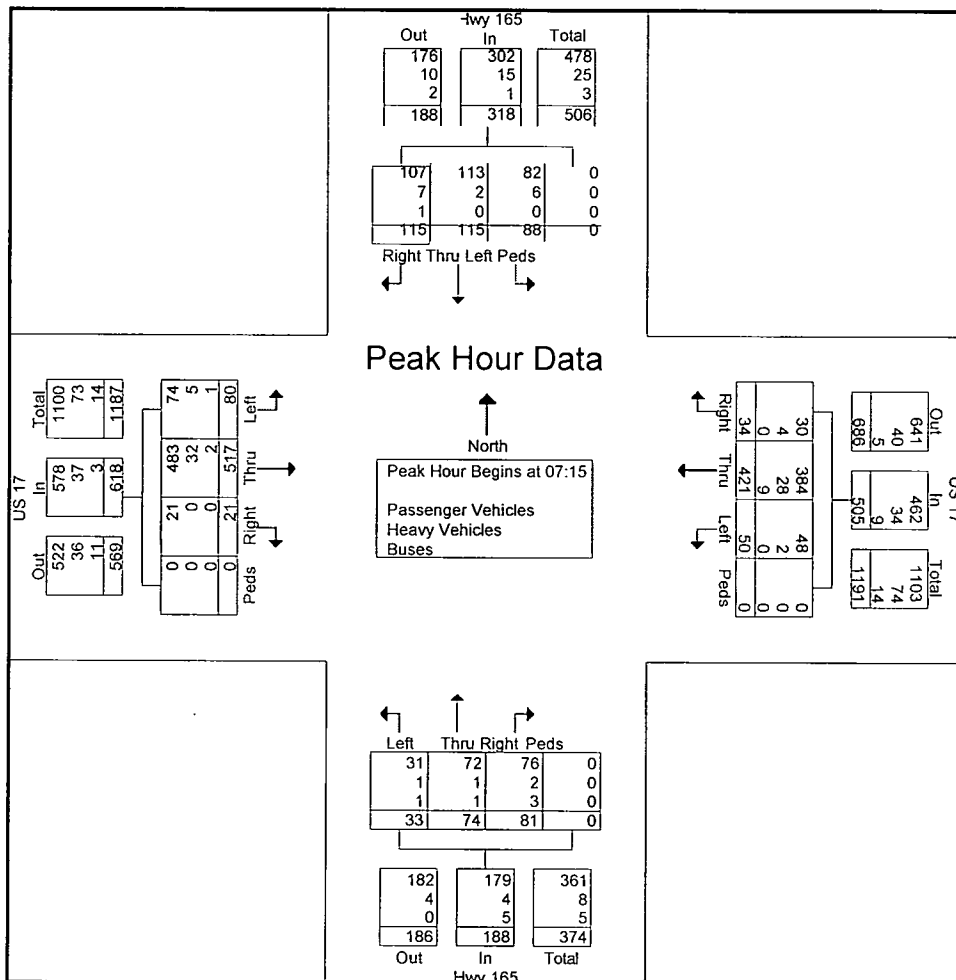 Hwy 165
Out In Total
176 302 478
10 15 25
2 1 3
188 318 506
107 113 82 0
7 2 6 0
1 0 0 0
115 115 88 0
Right Thru Left Peds
Peak Hour Data
North
Peak Hour Begins at 07:15
Passenger Vehicles
Heavy Vehicles
Buses
US 17
Total In Out
1100 578 522
73 37 36
14 3 11
1187 618 569
74 483 21 0
5 32 0 0
1 2 0 0
80 517 21 0
Left Thru Right Peds
Right Thru Left Peds
34 421 50 0
0 9 0 0
4 28 2 0
30 384 48 0
Out In Total
641 462 1103
40 34 74
5 9 14
686 505 1191
US 17
Left Thru Right Peds
31 72 76 0
1 1 2 0
1 1 3 0
33 74 81 0
182 179 361
4 4 8
0 5 5
186 188 374
Out In Total
Hwy 165